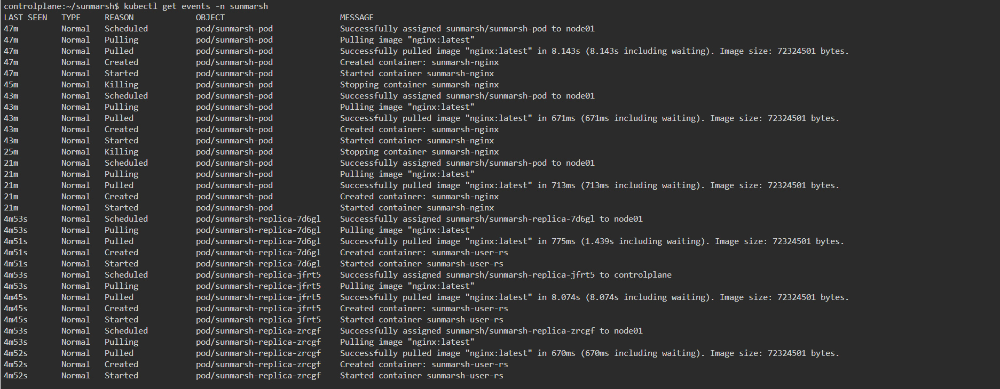 controlplane:~/sunmarsh$ kubectl get events -n sunmarsh
LAST SEEN   TYPE     REASON      OBJECT                       MESSAGE
47m         Normal   Scheduled   pod/sunmarsh-pod             Successfully assigned sunmarsh/sunmarsh-pod to node01
47m         Normal   Pulling     pod/sunmarsh-pod             Pulling image "nginx:latest"
47m         Normal   Pulled      pod/sunmarsh-pod             Successfully pulled image "nginx:latest" in 8.143s (8.143s including waiting). Image size: 72324501 bytes.
47m         Normal   Created     pod/sunmarsh-pod             Created container: sunmarsh-nginx
47m         Normal   Started     pod/sunmarsh-pod             Started container sunmarsh-nginx
45m         Normal   Killing     pod/sunmarsh-pod             Stopping container sunmarsh-nginx
43m         Normal   Scheduled   pod/sunmarsh-pod             Successfully assigned sunmarsh/sunmarsh-pod to node01
43m         Normal   Pulling     pod/sunmarsh-pod             Pulling image "nginx:latest"
43m         Normal   Pulled      pod/sunmarsh-pod             Successfully pulled image "nginx:latest" in 671ms (671ms including waiting). Image size: 72324501 bytes.
43m         Normal   Created     pod/sunmarsh-pod             Created container: sunmarsh-nginx
43m         Normal   Started     pod/sunmarsh-pod             Started container sunmarsh-nginx
25m         Normal   Killing     pod/sunmarsh-pod             Stopping container sunmarsh-nginx
21m         Normal   Scheduled   pod/sunmarsh-pod             Successfully assigned sunmarsh/sunmarsh-pod to node01
21m         Normal   Pulling     pod/sunmarsh-pod             Pulling image "nginx:latest"
21m         Normal   Pulled      pod/sunmarsh-pod             Successfully pulled image "nginx:latest" in 713ms (713ms including waiting). Image size: 72324501 bytes.
21m         Normal   Created     pod/sunmarsh-pod             Created container: sunmarsh-nginx
21m         Normal   Started     pod/sunmarsh-pod             Started container sunmarsh-nginx
4m53s       Normal   Scheduled   pod/sunmarsh-replica-7d6gl   Successfully assigned sunmarsh/sunmarsh-replica-7d6gl to node01
4m53s       Normal   Pulling     pod/sunmarsh-replica-7d6gl   Pulling image "nginx:latest"
4m51s       Normal   Pulled      pod/sunmarsh-replica-7d6gl   Successfully pulled image "nginx:latest" in 775ms (1.439s including waiting). Image size: 72324501 bytes.
4m51s       Normal   Created     pod/sunmarsh-replica-7d6gl   Created container: sunmarsh-user-rs
4m51s       Normal   Started     pod/sunmarsh-replica-7d6gl   Started container sunmarsh-user-rs
4m53s       Normal   Scheduled   pod/sunmarsh-replica-jfrt5   Successfully assigned sunmarsh/sunmarsh-replica-jfrt5 to controlplane
4m53s       Normal   Pulling     pod/sunmarsh-replica-jfrt5   Pulling image "nginx:latest"
4m45s       Normal   Pulled      pod/sunmarsh-replica-jfrt5   Successfully pulled image "nginx:latest" in 8.074s (8.074s including waiting). Image size: 72324501 bytes.
4m45s       Normal   Created     pod/sunmarsh-replica-jfrt5   Created container: sunmarsh-user-rs
4m45s       Normal   Started     pod/sunmarsh-replica-jfrt5   Started container sunmarsh-user-rs
4m53s       Normal   Scheduled   pod/sunmarsh-replica-zrcgf   Successfully assigned sunmarsh/sunmarsh-replica-zrcgf to node01
4m53s       Normal   Pulling     pod/sunmarsh-replica-zrcgf   Pulling image "nginx:latest"
4m52s       Normal   Pulled      pod/sunmarsh-replica-zrcgf   Successfully pulled image "nginx:latest" in 670ms (670ms including waiting). Image size: 72324501 bytes.
4m52s       Normal   Created     pod/sunmarsh-replica-zrcgf   Created container: sunmarsh-user-rs
4m52s       Normal   Started     pod/sunmarsh-replica-zrcgf   Started container sunmarsh-user-rs